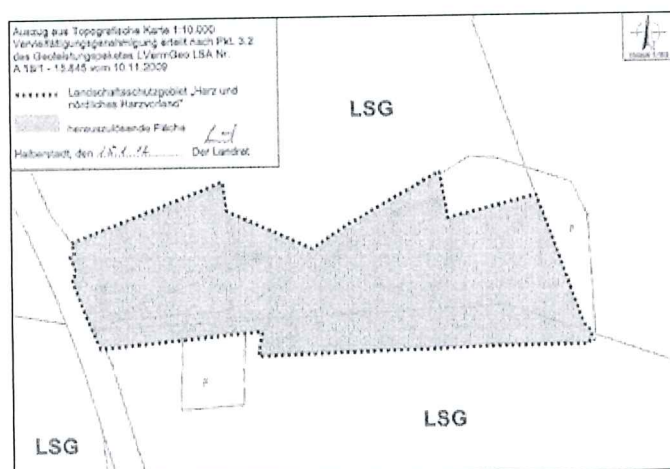 Auszug aus Topografische Karte 1:10.000
Vervielfältigungsgenehmigung erteilt nach Pkt. 3.2
des Geoleistungspaketes LVermGeo LSA Nr.
A 18/1 - 13.845 vom 10.11.2009
Landschaftsschutzgebiet „Harz und
nördliches Harzvorland"
herauszulösende Fläche
Halberstadt, den
Der Landrat
LSG
P
P
LSG
LSG